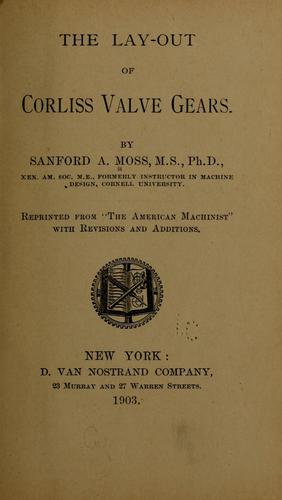 THE LAY-OUT
OF
CORLISS VALVE GEARS.
BY
SANFORD A. MOSS, M.S., Ph.D.,
MEM. AM. SOC. M.E., FORMERLY INSTRUCTOR IN MACHINE
DESIGN, CORNELL UNIVERSITY.
REPRINTED FROM "THE AMERICAN MACHINIST"
WITH REVISIONS AND ADDITIONS.
NEW YORK:
D. VAN NOSTRAND COMPANY,
23 MURRAY AND 27 WARREN STREETS.
1903.